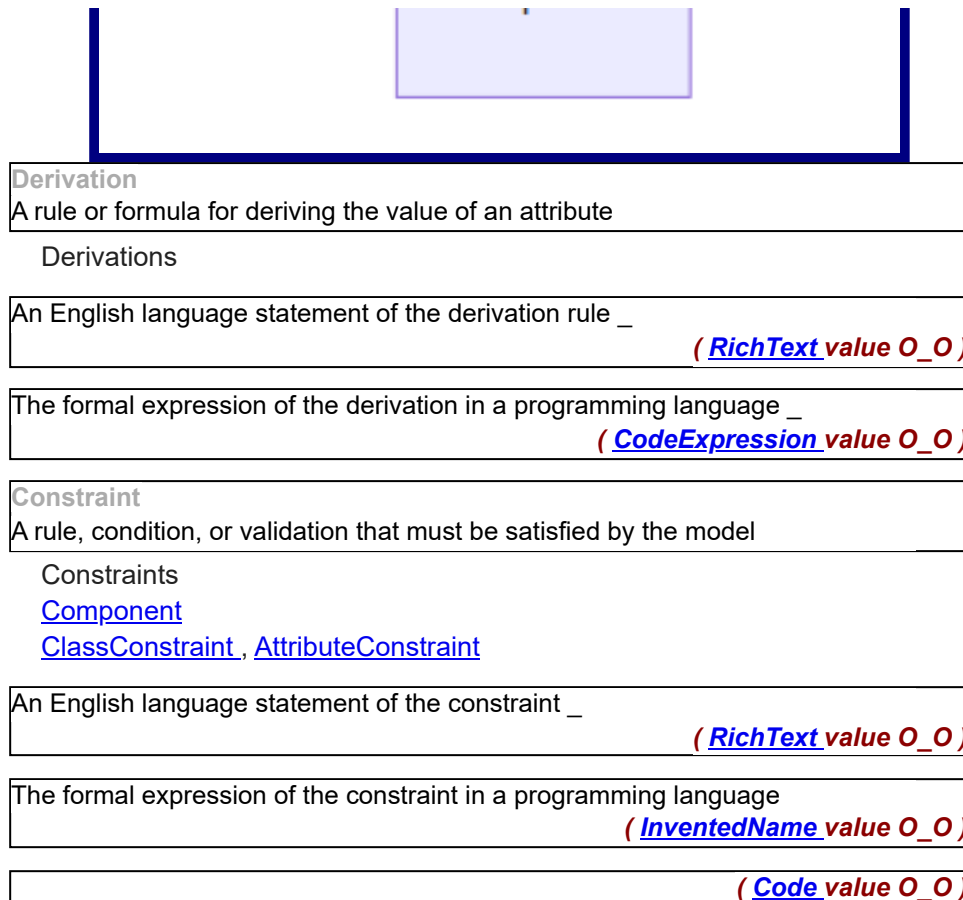 Derivation
A rule or formula for deriving the value of an attribute
Derivations
An English language statement of the derivation rule _
( RichText value O_O )
The formal expression of the derivation in a programming language _
( CodeExpression value O_O )
Constraint
A rule, condition, or validation that must be satisfied by the model
Constraints
Component
ClassConstraint , AttributeConstraint
An English language statement of the constraint _
( RichText value O_O )
The formal expression of the constraint in a programming language
( InventedName value O_O )
( Code value O_O )